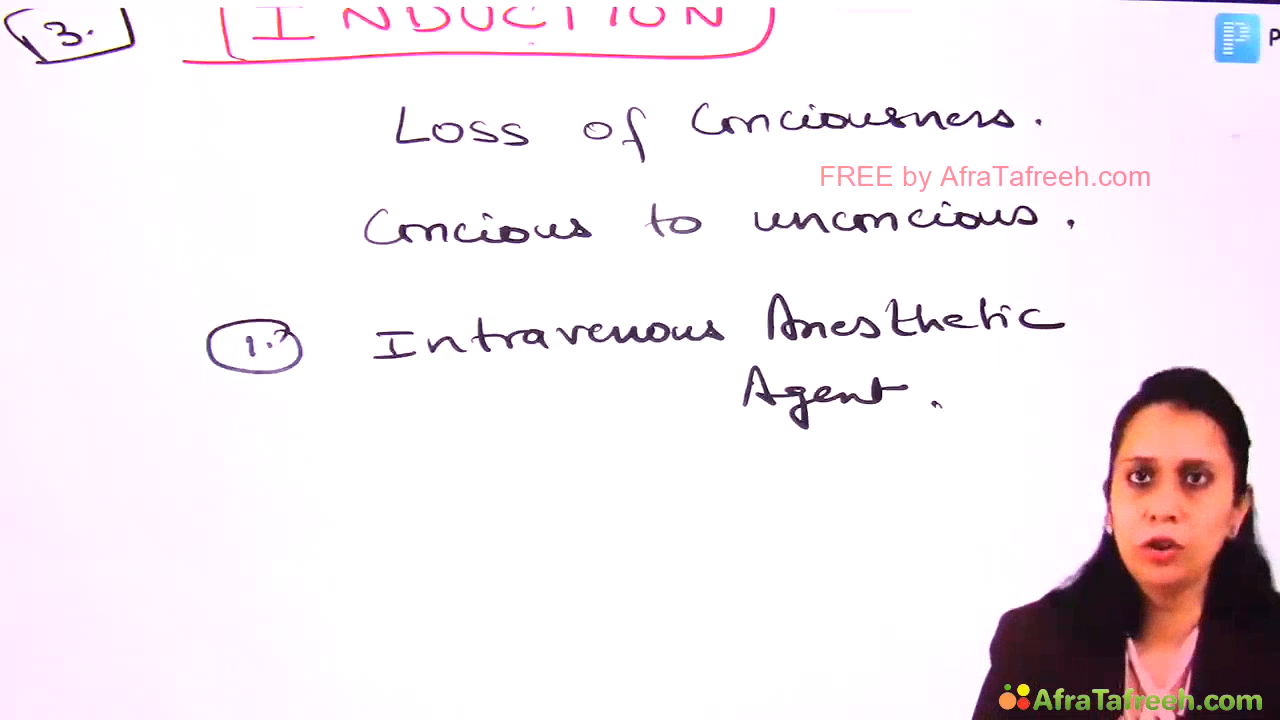 3. INDUCTION
P
Loss of Conciousness.
FREE by AfraTafreeh.com
Concious to unconcious.
1.) Intravenous Anesthetic
Agent.
AfraTafreeh.com